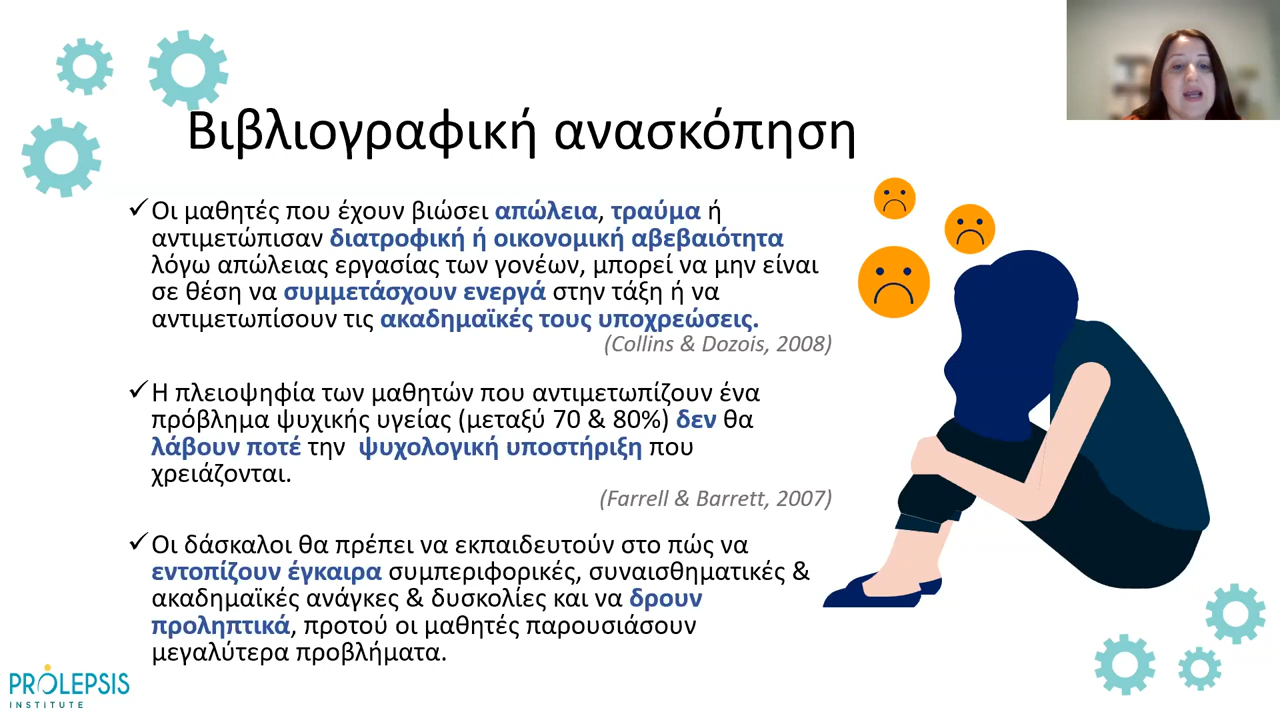 Βιβλιογραφική ανασκόπηση
✓Οι μαθητές που έχουν βιώσει απώλεια, τραύμα ή
αντιμετώπισαν διατροφική ή οικονομική αβεβαιότητα
λόγω απώλειας εργασίας των γονέων, μπορεί να μην είναι
σε θέση να συμμετάσχουν ενεργά στην τάξη ή να
αντιμετωπίσουν τις ακαδημαϊκές τους υποχρεώσεις.
(Collins & Dozois, 2008)
✓Η πλειοψηφία των μαθητών που αντιμετωπίζουν ένα
πρόβλημα ψυχικής υγείας (μεταξύ 70 & 80%) δεν θα
λάβουν ποτέ την ψυχολογική υποστήριξη που
χρειάζονται.
(Farrell & Barrett, 2007)
✓Οι δάσκαλοι θα πρέπει να εκπαιδευτούν στο πώς να
εντοπίζουν έγκαιρα συμπεριφορικές, συναισθηματικές &
ακαδημαϊκές ανάγκες & δυσκολίες και να δρουν
προληπτικά, προτού οι μαθητές παρουσιάσουν
μεγαλύτερα προβλήματα.
PROLEPSIS
INSTITUTE